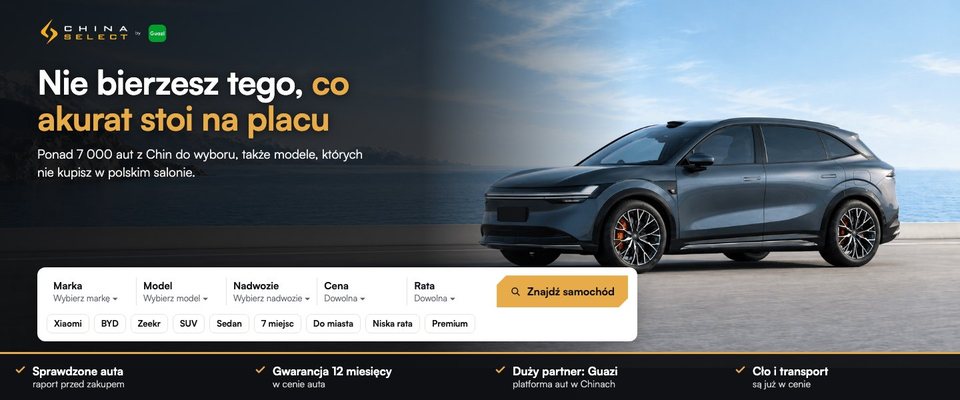 CHINA
SELECT
by
Guazi
Nie bierzesz tego, co
akurat stoi na placu
Ponad 7 000 aut z Chin do wyboru, także modele, których
nie kupisz w polskim salonie.
Marka Model Nadwozie Cena Rata
Wybierz markę Wybierz model Wybierz nadwozie Dowolna Dowolna
Znajdź samochód
Xiaomi BYD Zeekr SUV Sedan 7 miejsc Do miasta Niska rata Premium
Sprawdzone auta
raport przed zakupem
Gwarancja 12 miesięcy
w cenie auta
Duży partner: Guazi
platforma aut w Chinach
Cło i transport
są już w cenie